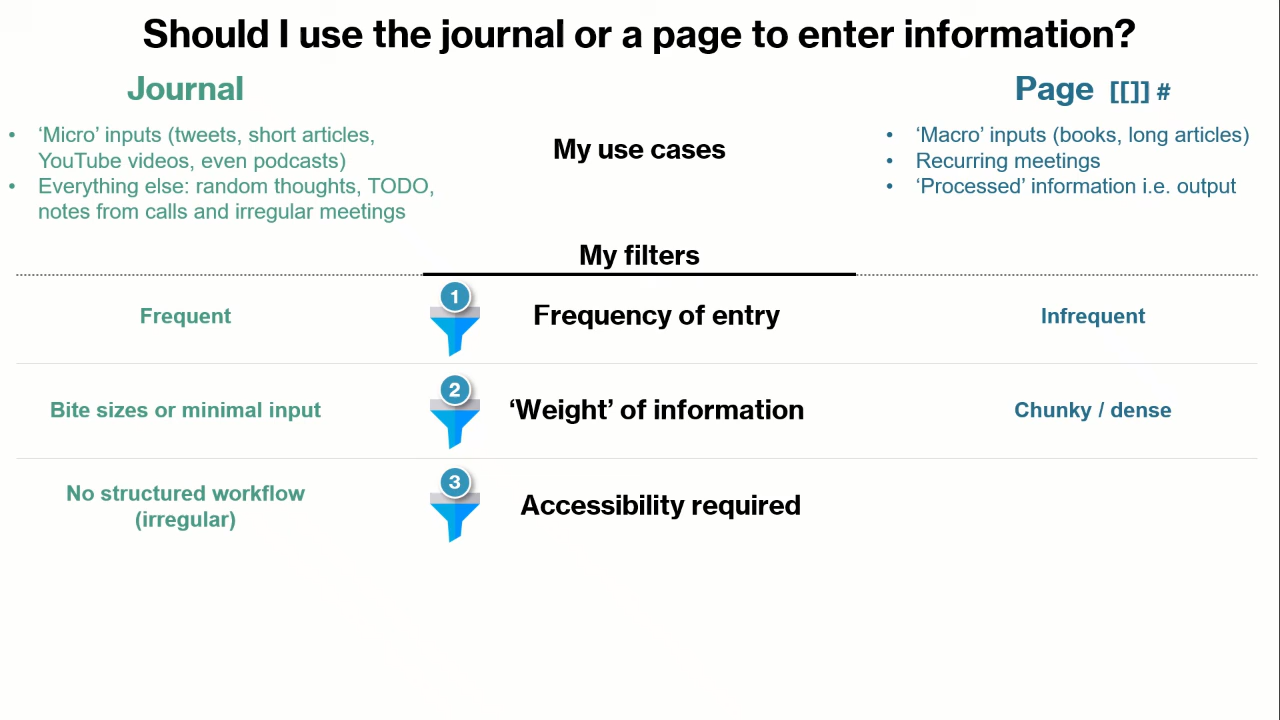 Should I use the journal or a page to enter information?
Journal
• ‘Micro’ inputs (tweets, short articles,
YouTube videos, even podcasts)
• Everything else: random thoughts, TODO,
notes from calls and irregular meetings
My use cases
Page [[]] #
• ‘Macro’ inputs (books, long articles)
• Recurring meetings
• ‘Processed’ information i.e. output
My filters
Frequent
1
Frequency of entry
Infrequent
Bite sizes or minimal input
2
‘Weight’ of information
Chunky / dense
No structured workflow
(irregular)
3
Accessibility required